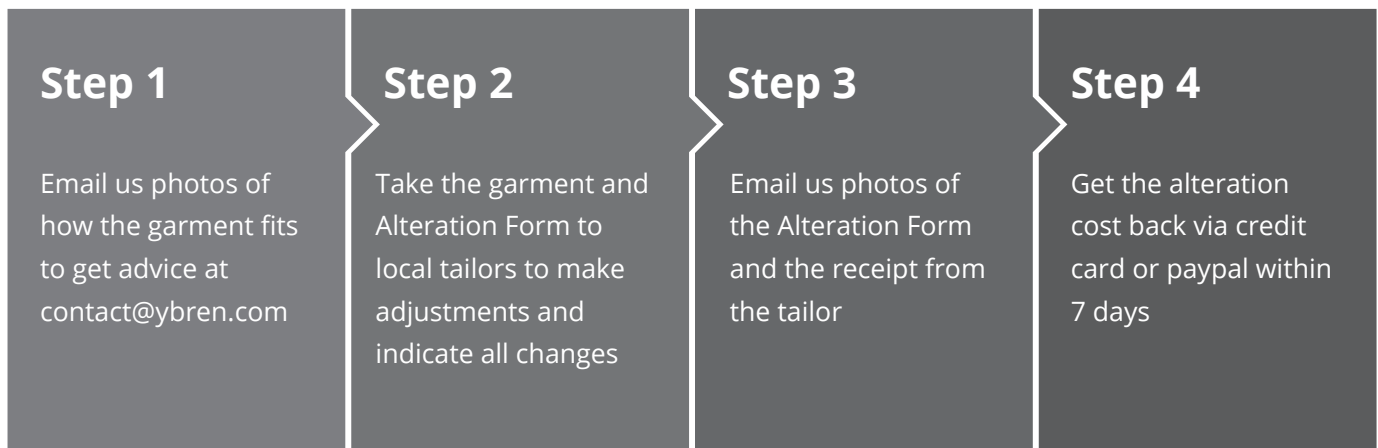 Step 1
Email us photos of
how the garment fits
to get advice at
contact@ybren.com
Step 2
Take the garment and
Alteration Form to
local tailors to make
adjustments and
indicate all changes
Step 3
Email us photos of
the Alteration Form
and the receipt from
the tailor
Step 4
Get the alteration
cost back via credit
card or paypal within
7 days